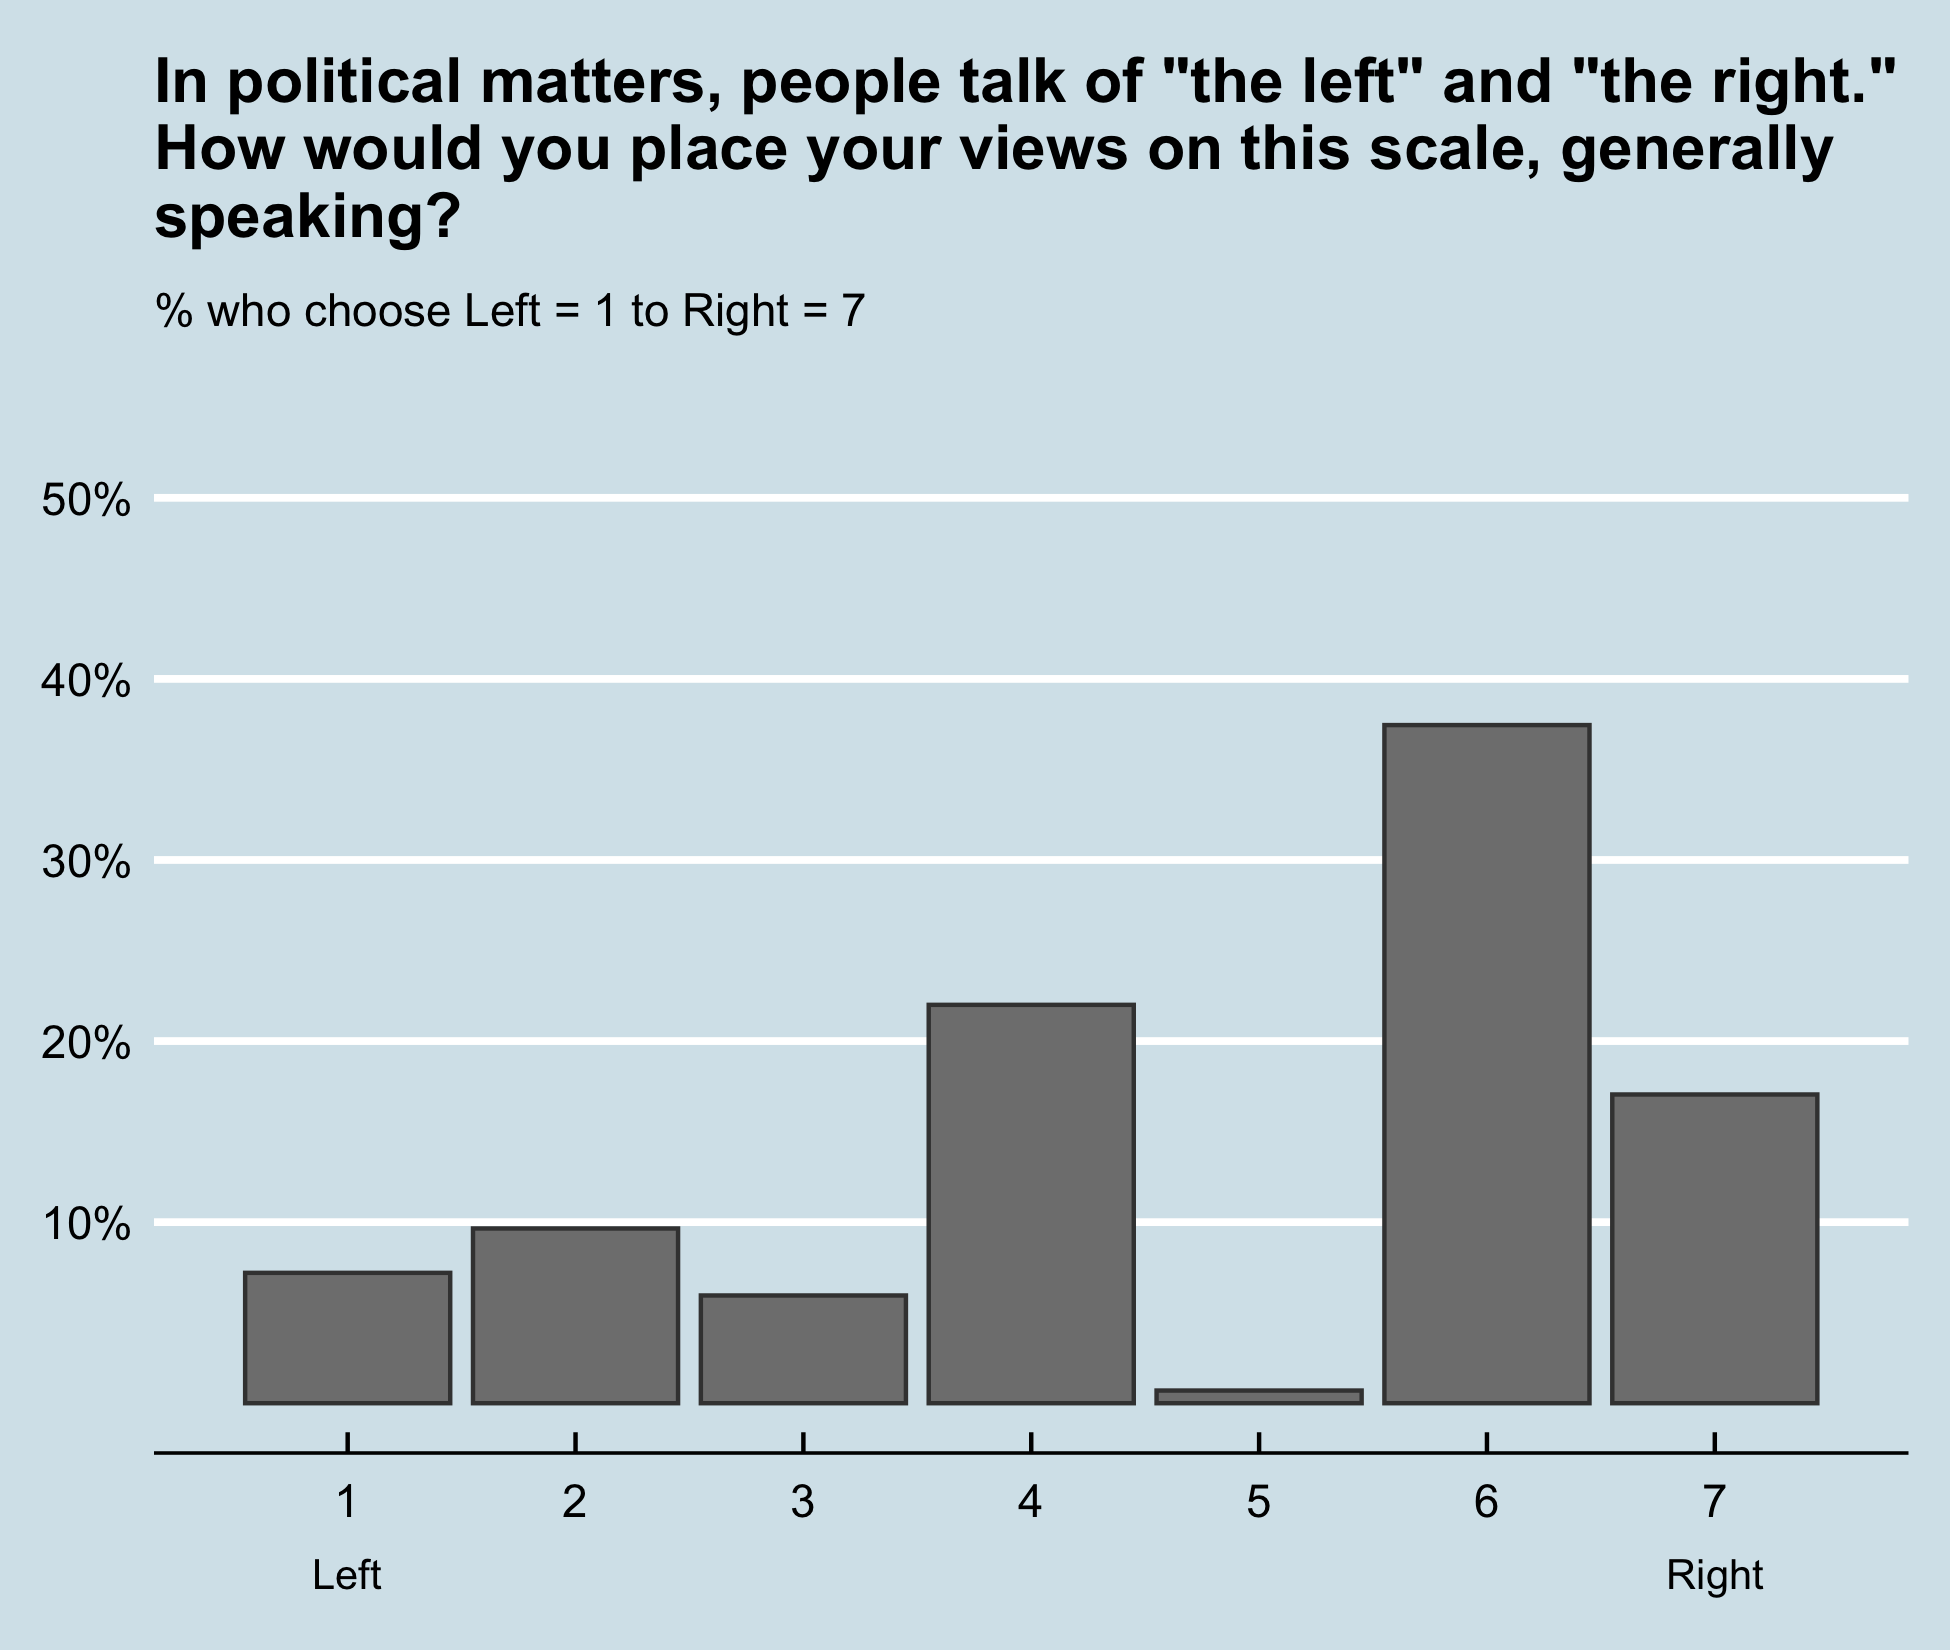 In political matters, people talk of "the left" and "the right."
How would you place your views on this scale, generally
speaking?
% who choose Left = 1 to Right = 7
50%
40%
30%
20%
10%
1 2 3 4 5 6 7
Left Right